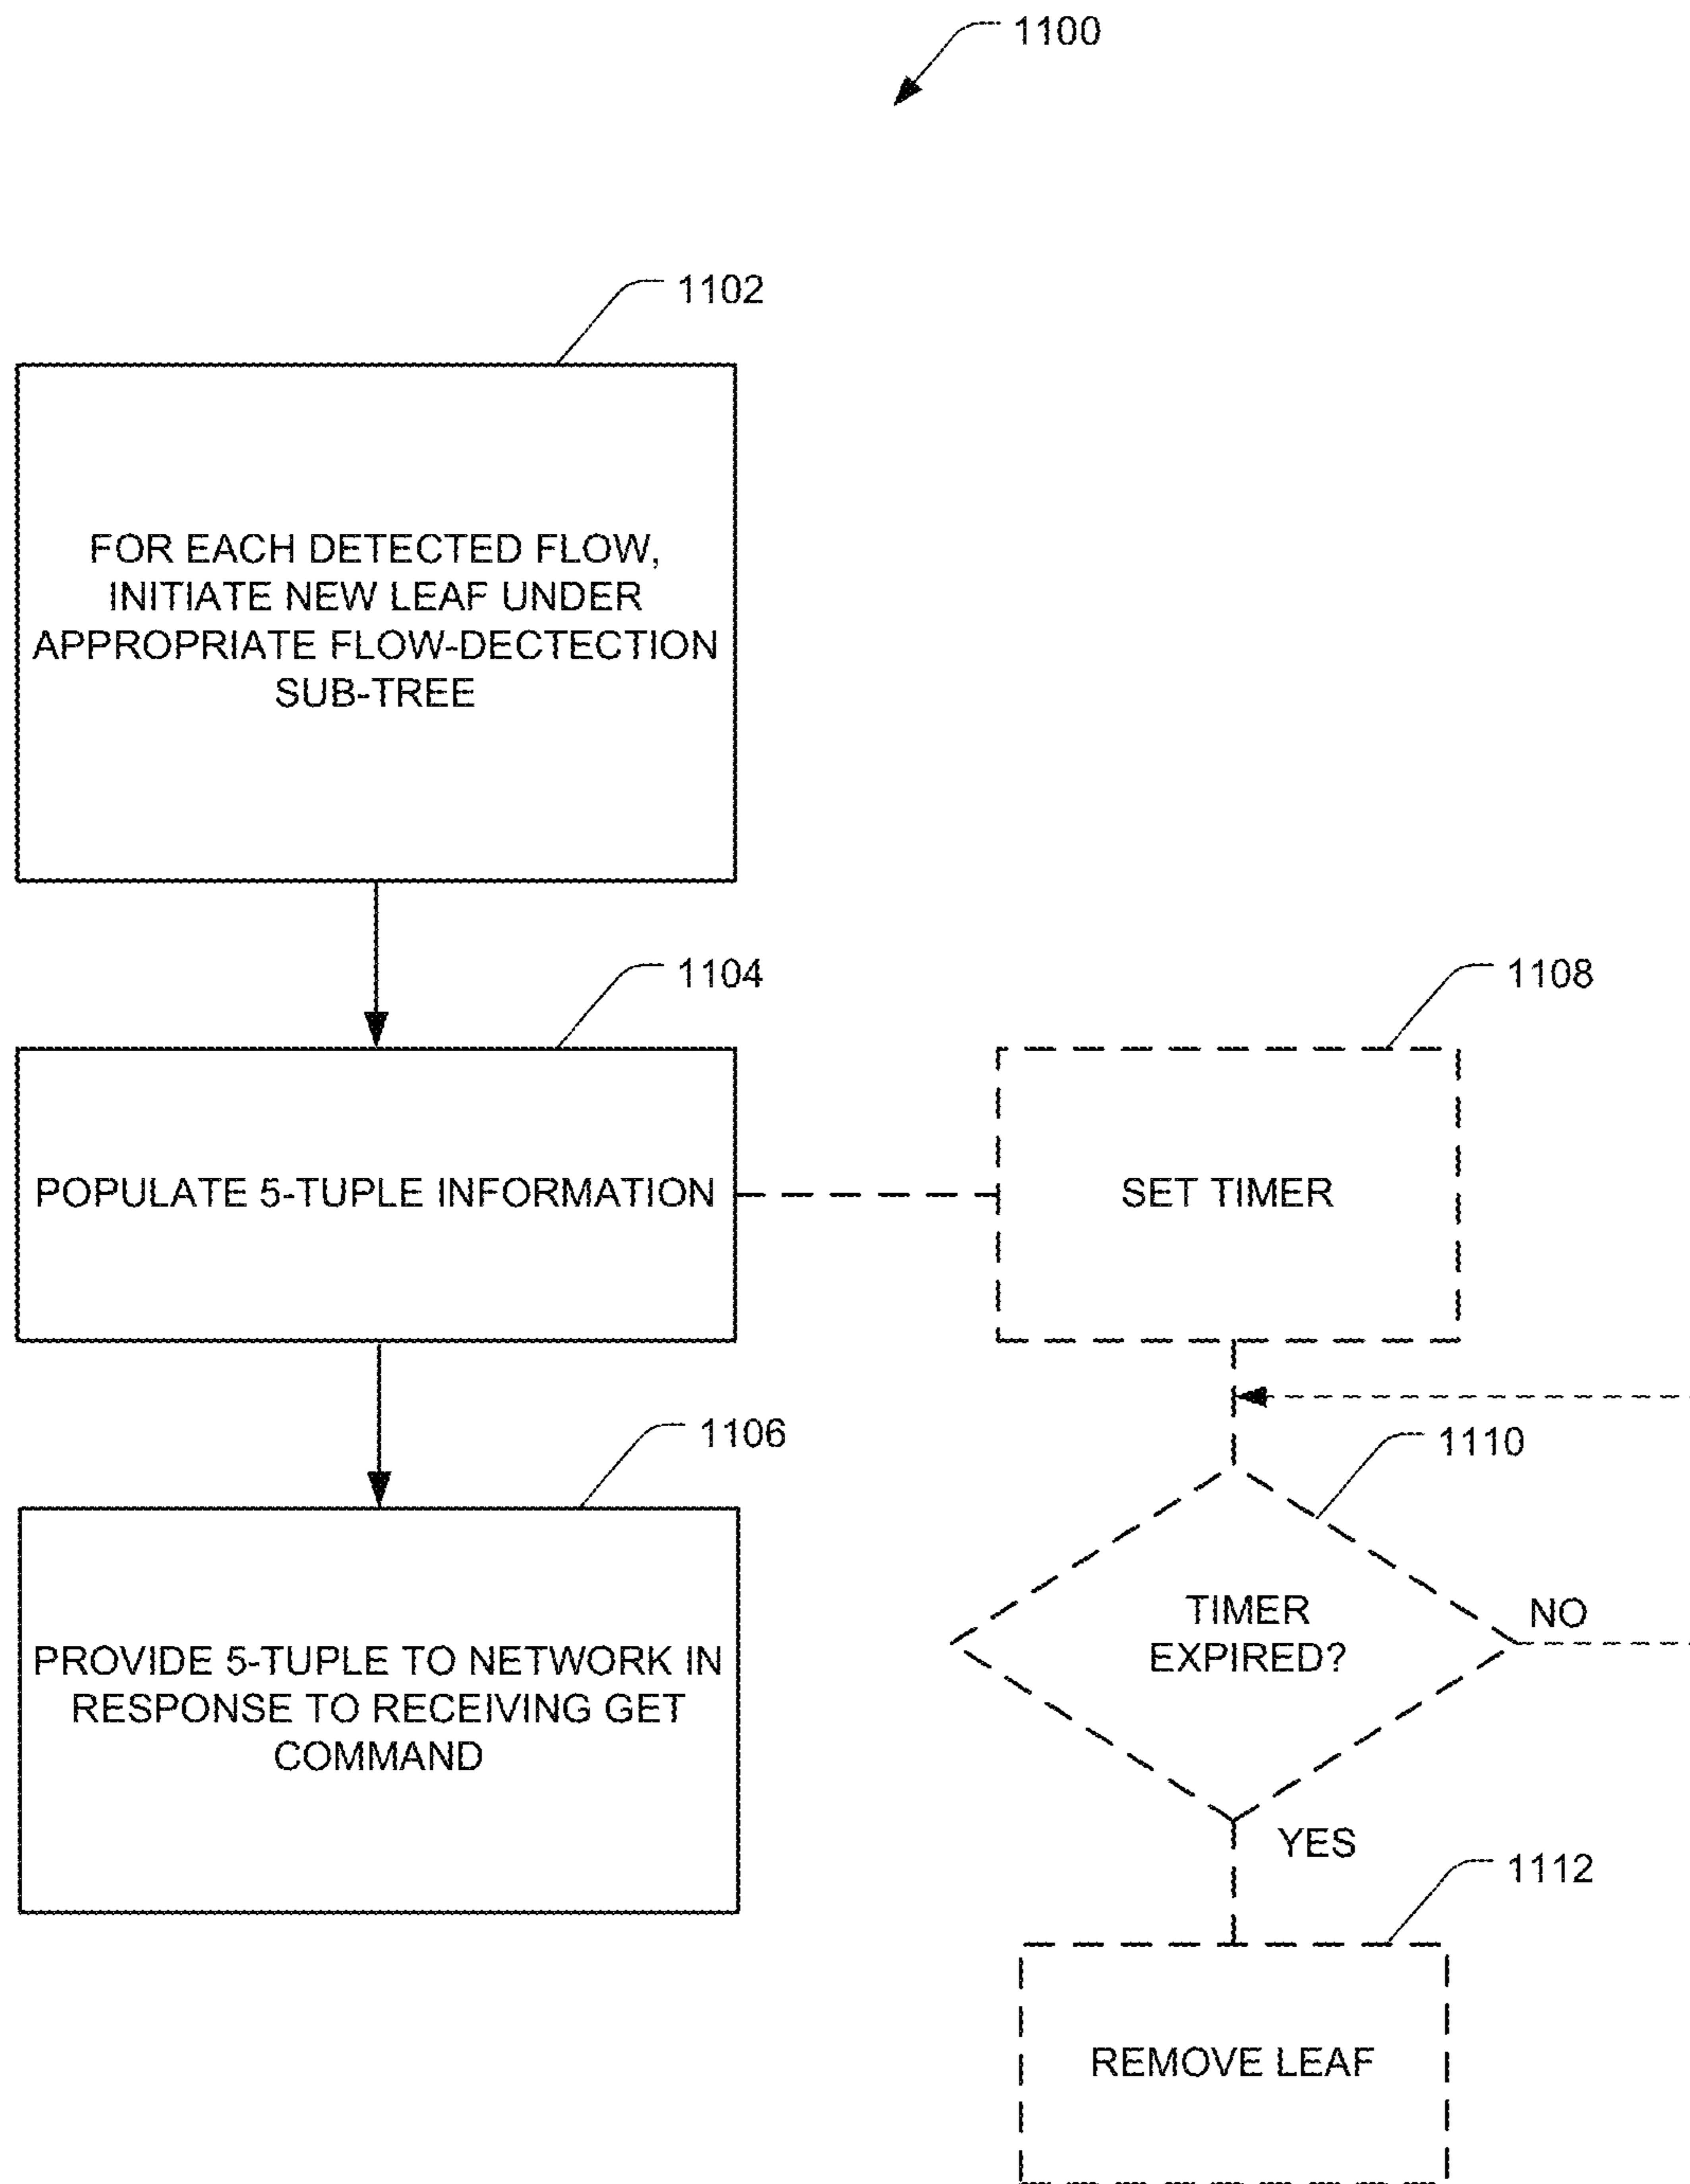 1100
1102
FOR EACH DETECTED FLOW,
INITIATE NEW LEAF UNDER
APPROPRIATE FLOW-DECTECTION
SUB-TREE
1104
POPULATE 5-TUPLE INFORMATION
1106
PROVIDE 5-TUPLE TO NETWORK IN
RESPONSE TO RECEIVING GET
COMMAND
1108
SET TIMER
1110
TIMER
EXPIRED?
NO
YES
1112
REMOVE LEAF